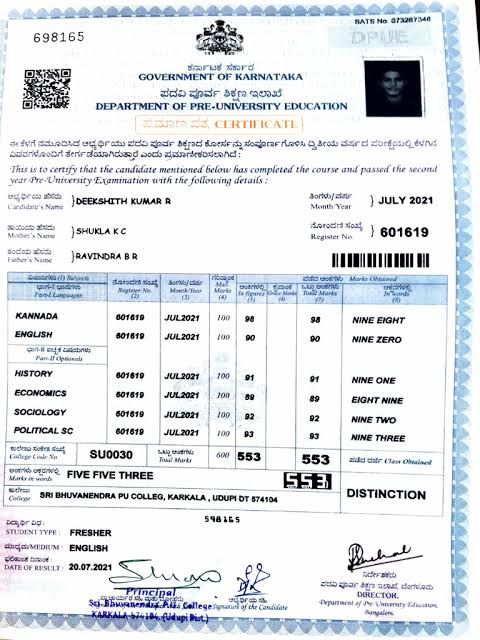 SATS No. 073267346
698165
DPUE
ಕರ್ನಾಟಕ ಸರ್ಕಾರ
GOVERNMENT OF KARNATAKA
ಪದವಿ ಪೂರ್ವ ಶಿಕ್ಷಣ ಇಲಾಖೆ
DEPARTMENT OF PRE-UNIVERSITY EDUCATION
ಪ್ರಮಾಣ ಪತ್ರ CERTIFICATE
ಈ ಕೆಳಗೆ ನಮೂದಿಸಿದ ಅಭ್ಯರ್ಥಿಯು ಪದವಿ ಪೂರ್ವ ಶಿಕ್ಷಣದ ಕೋರ್ಸನ್ನು ಸಂಪೂರ್ಣಗೊಳಿಸಿ ದ್ವಿತೀಯ ವರ್ಷದ ಪರೀಕ್ಷೆಯಲ್ಲಿ ಕೆಳಗಿನ
ವಿವರಗಳೊಂದಿಗೆ ತೇರ್ಗಡೆಯಾಗಿರುತ್ತಾರೆ ಎಂದು ಪ್ರಮಾಣೀಕರಿಸಲಾಗಿದೆ :
This is to certify that the candidate mentioned below has completed the course and passed the second
year Pre-University Examination with the following details :
ಅಭ್ಯರ್ಥಿಯ ಹೆಸರು
Candidate's Name } DEEKSHITH KUMAR R
ತಿಂಗಳು/ವರ್ಷ
Month/Year } JULY 2021
ತಾಯಿಯ ಹೆಸರು
Mother's Name } SHUKLA K C
ನೋಂದಣಿ ಸಂಖ್ಯೆ
Register No. } 601619
ತಂದೆಯ ಹೆಸರು
Father's Name } RAVINDRA B R
ವಿಷಯಗಳು (1) Subjects ನೋಂದಣಿ ಸಂಖ್ಯೆ ತಿಂಗಳು/ವರ್ಷ ಗರಿಷ್ಠಾಂಕ ಪಡೆದ ಅಂಕಗಳು Marks Obtained
ಭಾಗ-I ಭಾಷೆಗಳು Register No. Month/Year Max. Marks ಅಂಕಿಗಳಲ್ಲಿ ಕೃಪಾಂಕ ಒಟ್ಟು ಅಂಕಗಳು ಅಕ್ಷರಗಳಲ್ಲಿ
Part-I Languages (2) (3) (4) In figures (5) Grace Marks (6) Total Marks (7) In words (8)
KANNADA 601619 JUL2021 100 98 98 NINE EIGHT
ENGLISH 601619 JUL2021 100 90 90 NINE ZERO
ಭಾಗ-II ಐಚ್ಛಿಕ ವಿಷಯಗಳು
Part-II Optionals
HISTORY 601619 JUL2021 100 91 91 NINE ONE
ECONOMICS 601619 JUL2021 100 89 89 EIGHT NINE
SOCIOLOGY 601619 JUL2021 100 92 92 NINE TWO
POLITICAL SC 601619 JUL2021 100 93 93 NINE THREE
ಕಾಲೇಜು ಸಂಕೇತ ಸಂಖ್ಯೆ
College Code No. SU0030 ಒಟ್ಟು ಅಂಕಗಳು Total Marks 600 553 553 ಪಡೆದ ದರ್ಜೆ Class Obtained
ಅಂಕಗಳು ಅಕ್ಷರಗಳಲ್ಲಿ
Marks in words FIVE FIVE THREE 553
ಕಾಲೇಜು
College SRI BHUVANENDRA PU COLLEG, KARKALA , UDUPI DT 574104 DISTINCTION
598165
ವಿದ್ಯಾರ್ಥಿ ವಿಧ :
STUDENT TYPE : FRESHER
ಮಾಧ್ಯಮ/MEDIUM : ENGLISH
ಫಲಿತಾಂಶ ದಿನಾಂಕ
DATE OF RESULT : 20.07.2021
Principal
Sri Bhuvanendra P.U. College
KARKALA-574104, (Udupi Dist.)
ಅಭ್ಯರ್ಥಿಯ ಸಹಿ
Signature of the Candidate
ನಿರ್ದೇಶಕರು
ಪದವಿ ಪೂರ್ವ ಶಿಕ್ಷಣ ಇಲಾಖೆ, ಬೆಂಗಳೂರು.
DIRECTOR.
Department of Pre. University Education,
Bangalore.